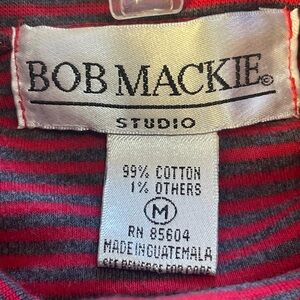 BOB MACKIE®
STUDIO
99% COTTON
1% OTHERS
M
RN 85604
MADE IN GUATEMALA
SEE REVERSE FOR CARE